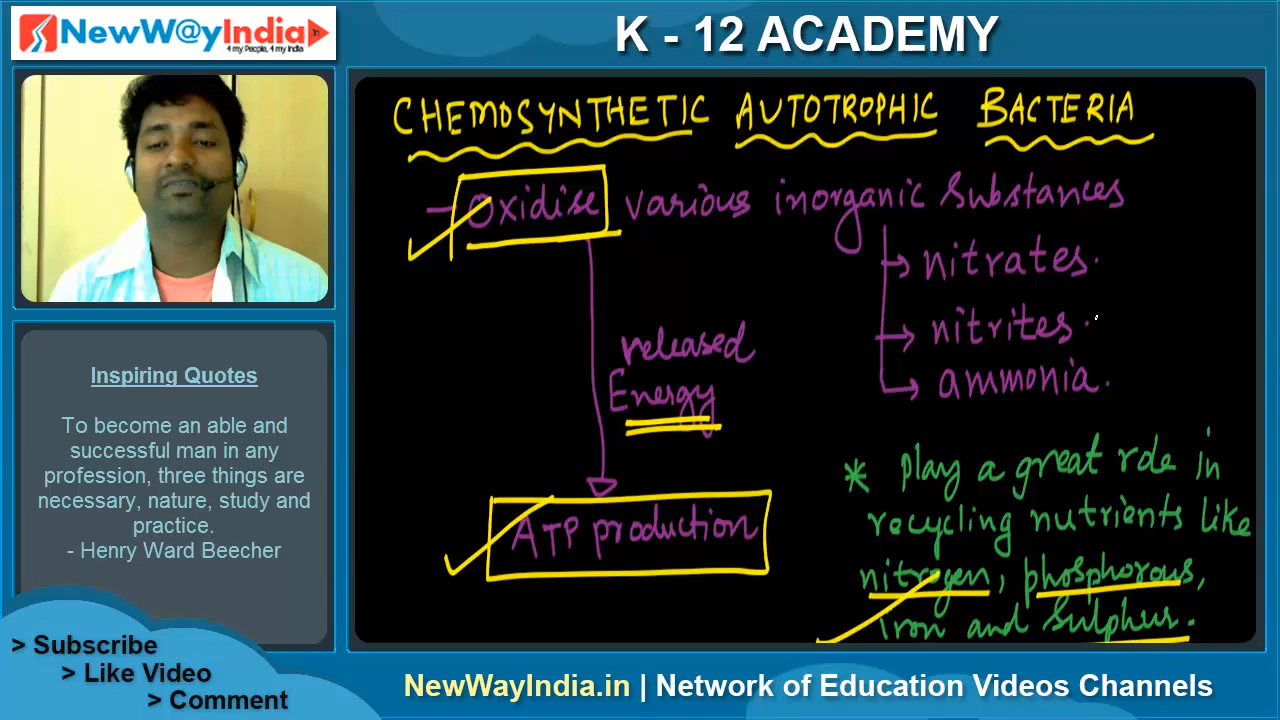 NewW@yIndia.in
4 my People, 4 my India
K - 12 ACADEMY
CHEMOSYNTHETIC AUTOTROPHIC BACTERIA
- Oxidise various inorganic substances
nitrates.
nitrites.
ammonia.
released
Energy
ATP production
* play a great role in
recycling nutrients like
nitrogen, phosphorous,
Iron and Sulphur.
Inspiring Quotes
To become an able and
successful man in any
profession, three things are
necessary, nature, study and
practice.
- Henry Ward Beecher
> Subscribe
> Like Video
> Comment
NewWayIndia.in | Network of Education Videos Channels